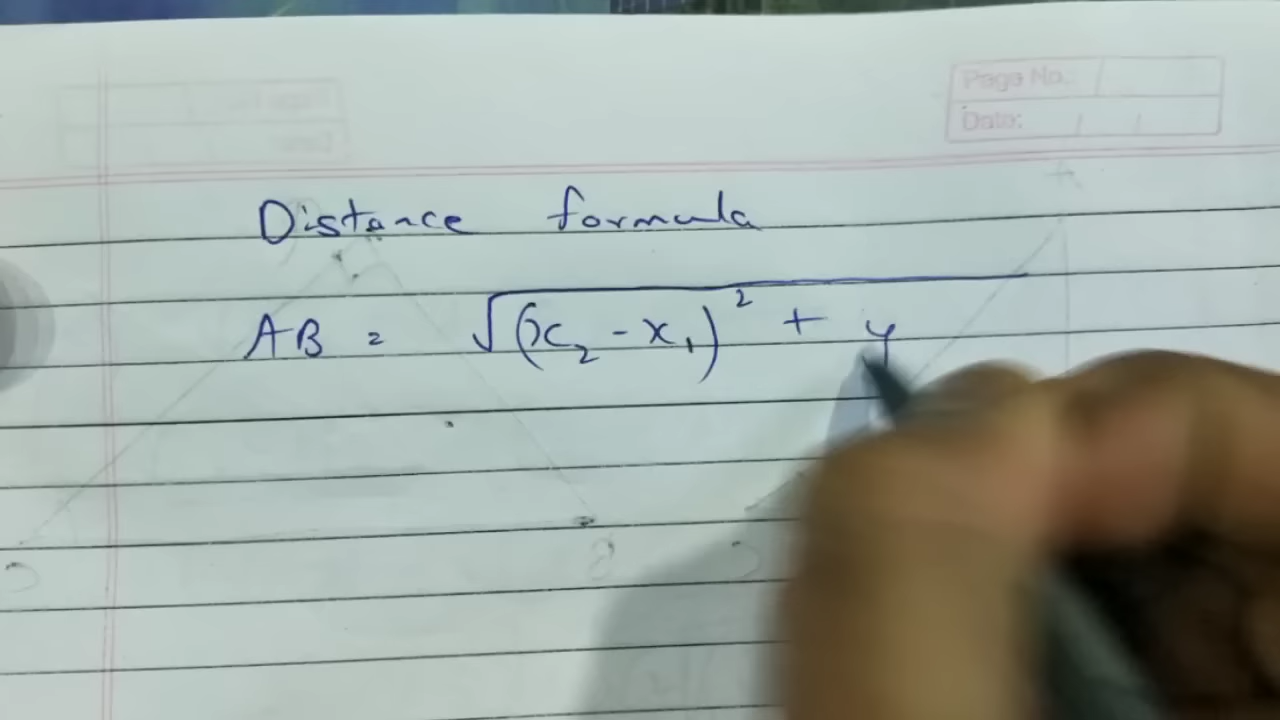 Page No.:
Date: / /
Distance formula
AB = √(x₂ - x₁)² + y